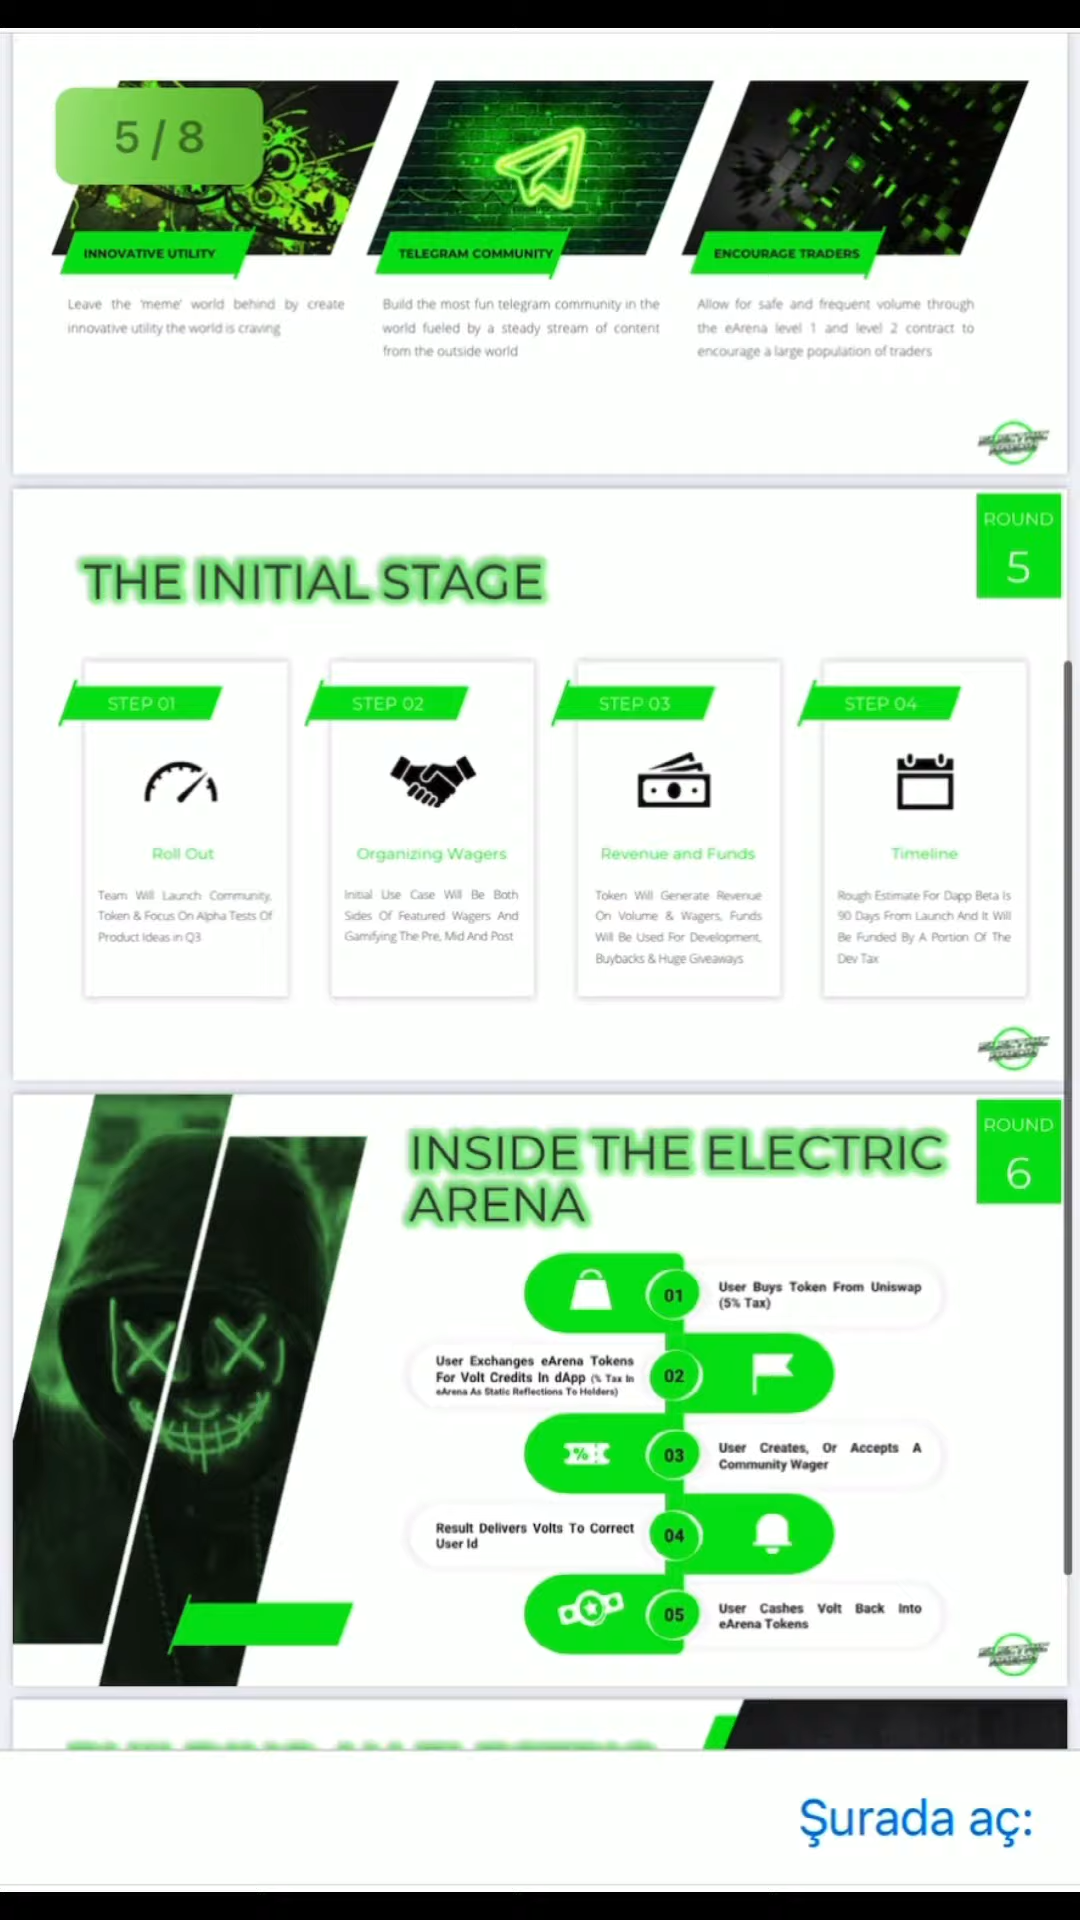 5 / 8
INNOVATIVE UTILITY
Leave the 'meme' world behind by create
innovative utility the world is craving
TELEGRAM COMMUNITY
Build the most fun telegram community in the
world fueled by a steady stream of content
from the outside world
ENCOURAGE TRADERS
Allow for safe and frequent volume through
the eArena level 1 and level 2 contract to
encourage a large population of traders
ROUND
5
THE INITIAL STAGE
STEP 01
Roll Out
Team Will Launch Community,
Token & Focus On Alpha Tests Of
Product Ideas in Q3
STEP 02
Organizing Wagers
Initial Use Case Will Be Both
Sides Of Featured Wagers And
Gamifying The Pre, Mid And Post
STEP 03
Revenue and Funds
Token Will Generate Revenue
On Volume & Wagers, Funds
Will Be Used For Development,
Buybacks & Huge Giveaways
STEP 04
Timeline
Rough Estimate For Dapp Beta Is
90 Days From Launch And It Will
Be Funded By A Portion Of The
Dev Tax
ROUND
6
INSIDE THE ELECTRIC
ARENA
01
User Buys Token From Uniswap
(5% Tax)
02
User Exchanges eArena Tokens
For Volt Credits In dApp (% Tax In
eArena As Static Reflections To Holders)
03
User Creates, Or Accepts A
Community Wager
04
Result Delivers Volts To Correct
User Id
05
User Cashes Volt Back Into
eArena Tokens
Şurada aç: